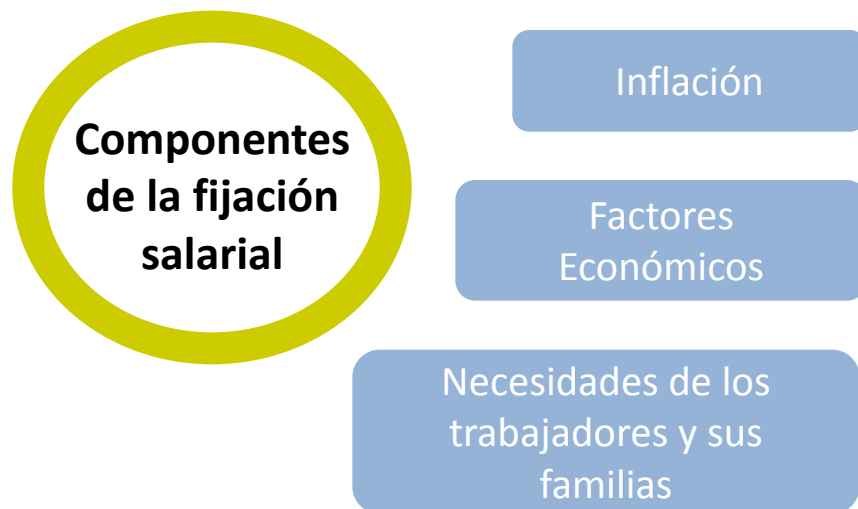 Componentes
de la fijación
salarial
Inflación
Factores
Económicos
Necesidades de los
trabajadores y sus
familias